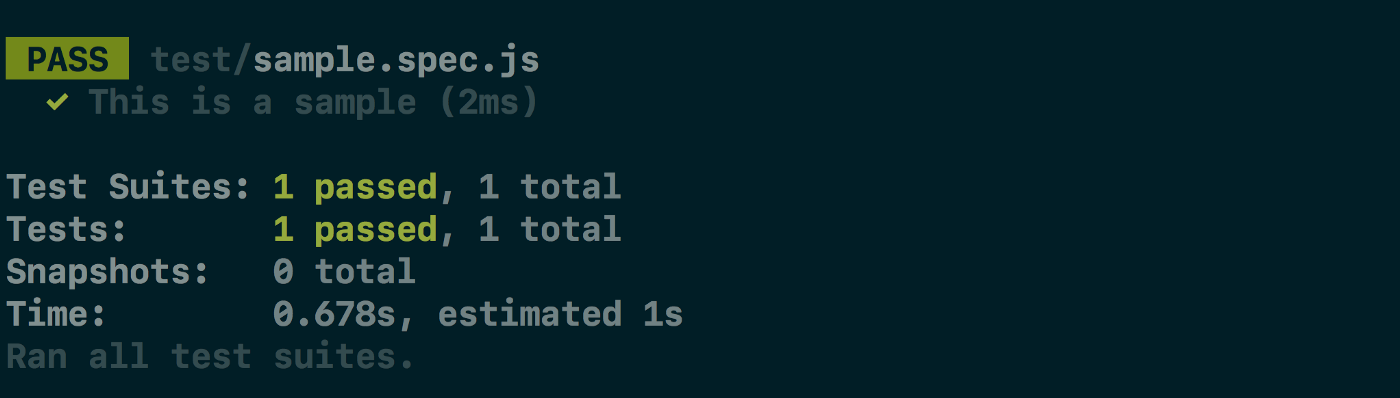 PASS test/sample.spec.js
✓ This is a sample (2ms)
Test Suites: 1 passed, 1 total
Tests: 1 passed, 1 total
Snapshots: 0 total
Time: 0.678s, estimated 1s
Ran all test suites.